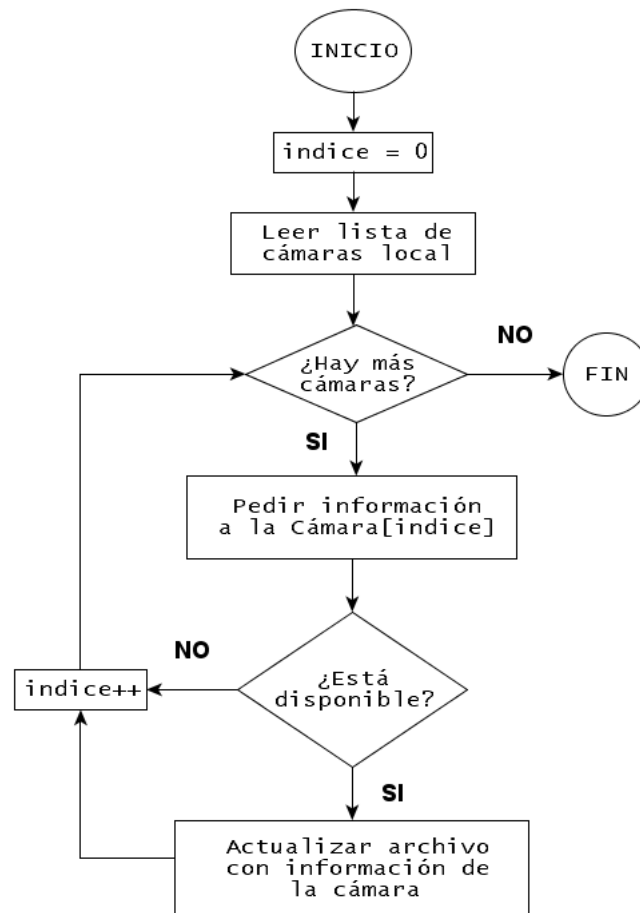 INICIO
indice = 0
Leer lista de
cámaras local
¿Hay más
cámaras?
NO
FIN
SI
Pedir información
a la Cámara[indice]
¿Está
disponible?
NO
indice++
SI
Actualizar archivo
con información de
la cámara